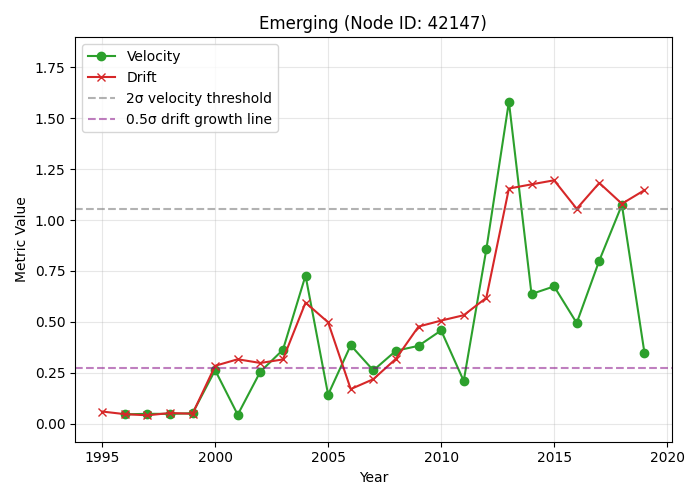 Emerging (Node ID: 42147)
Velocity
Drift
2σ velocity threshold
0.5σ drift growth line
Metric Value
1.75
1.50
1.25
1.00
0.75
0.50
0.25
0.00
1995 2000 2005 2010 2015 2020
Year